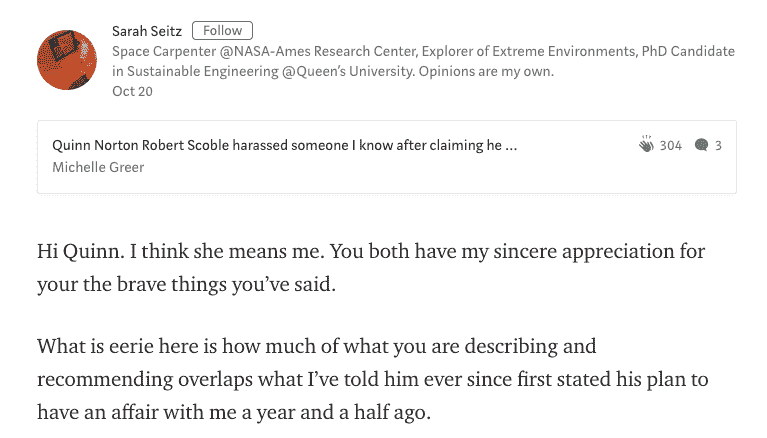 Sarah Seitz Follow
Space Carpenter @NASA-Ames Research Center, Explorer of Extreme Environments, PhD Candidate
in Sustainable Engineering @Queen's University. Opinions are my own.
Oct 20
Quinn Norton Robert Scoble harassed someone I know after claiming he ... 304 3
Michelle Greer
Hi Quinn. I think she means me. You both have my sincere appreciation for
your the brave things you've said.
What is eerie here is how much of what you are describing and
recommending overlaps what I've told him ever since first stated his plan to
have an affair with me a year and a half ago.